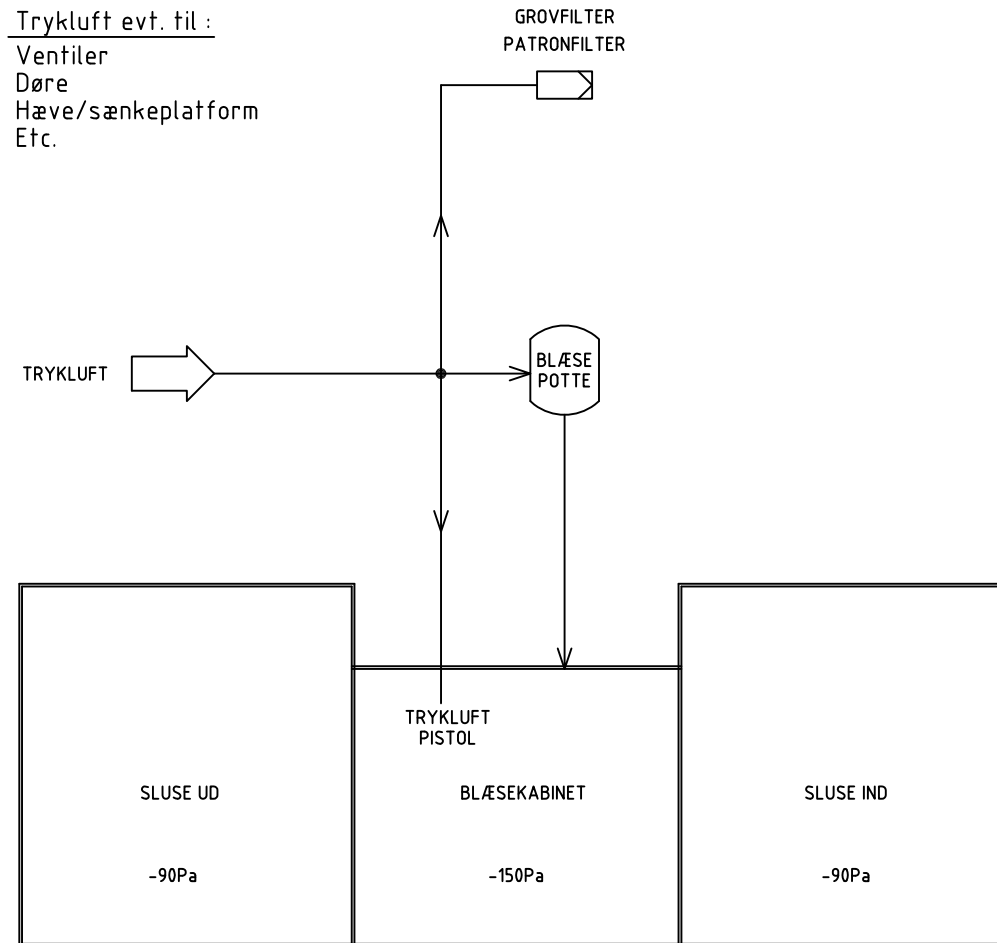 Trykluft evt. til :
Ventiler
Døre
Hæve/sænkeplatform
Etc.
GROVFILTER
PATRONFILTER
TRYKLUFT
BLÆSE
POTTE
TRYKLUFT
PISTOL
SLUSE UD
BLÆSEKABINET
SLUSE IND
-90Pa
-150Pa
-90Pa